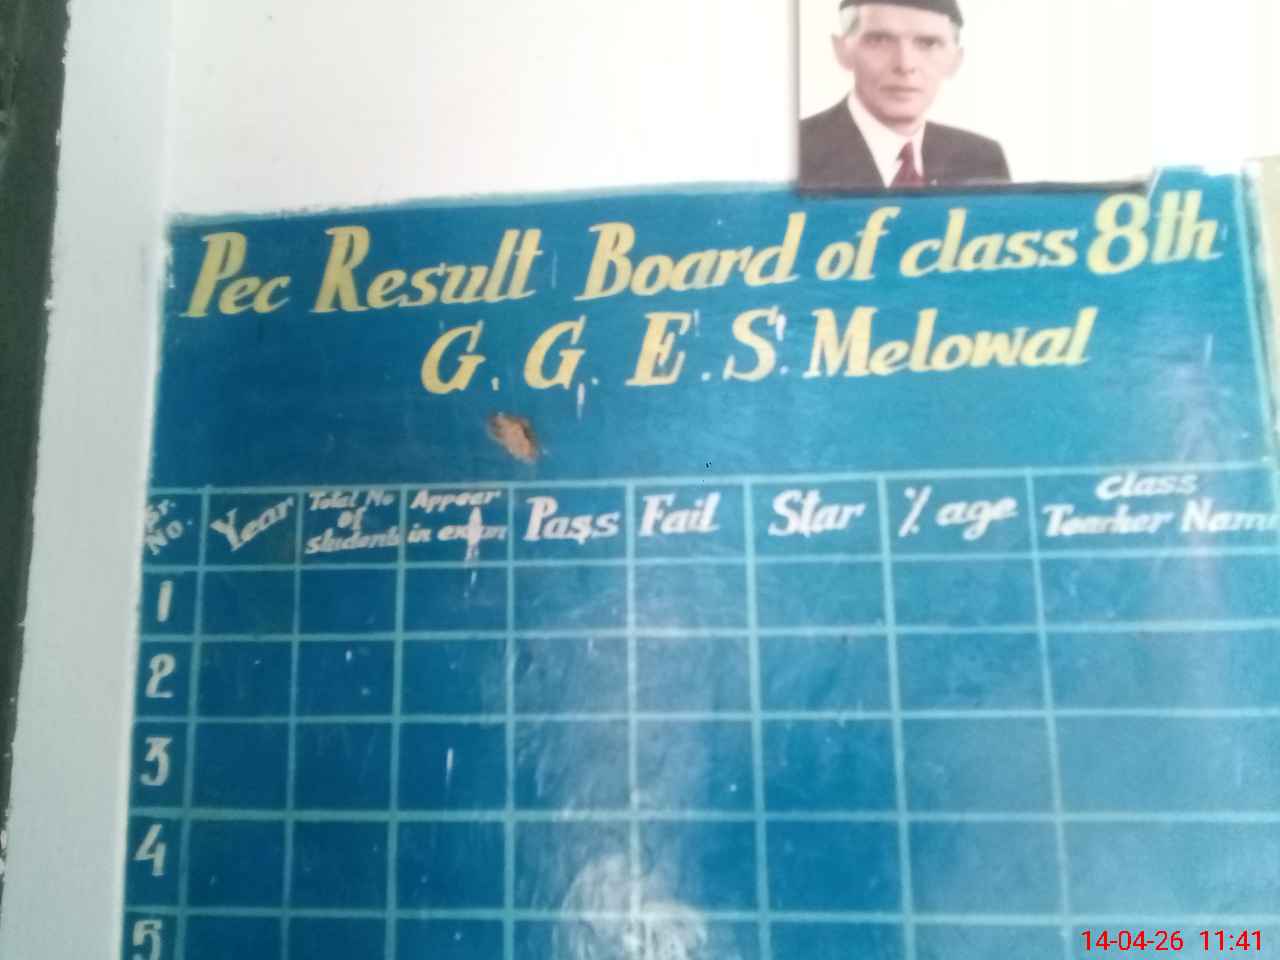 Pec Result Board of class 8th
G. G. E. S. Melowal
Sr. No.
Year
Total No of students
Appear in exam
Pass
Fail
Star
% age
Class Teacher Name
1
2
3
4
5
14-04-26 11:41